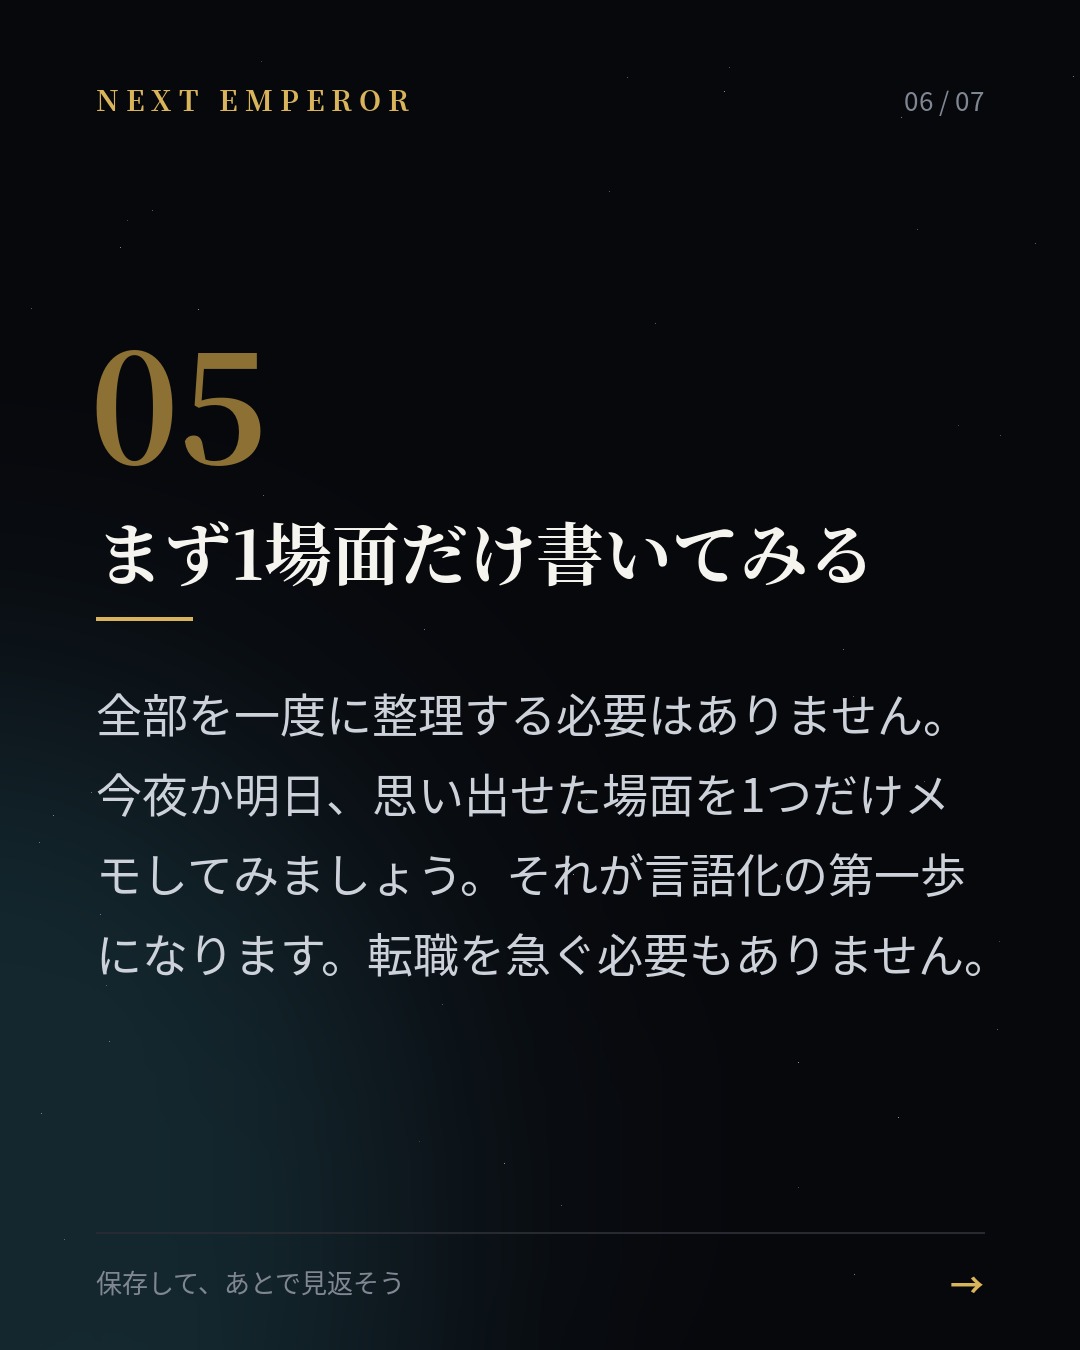 NEXT EMPEROR
06 / 07
05
まず1場面だけ書いてみる
全部を一度に整理する必要はありません。
今夜か明日、思い出せた場面を1つだけメ
モしてみましょう。それが言語化の第一歩
になります。転職を急ぐ必要もありません。
保存して、あとで見返そう
→